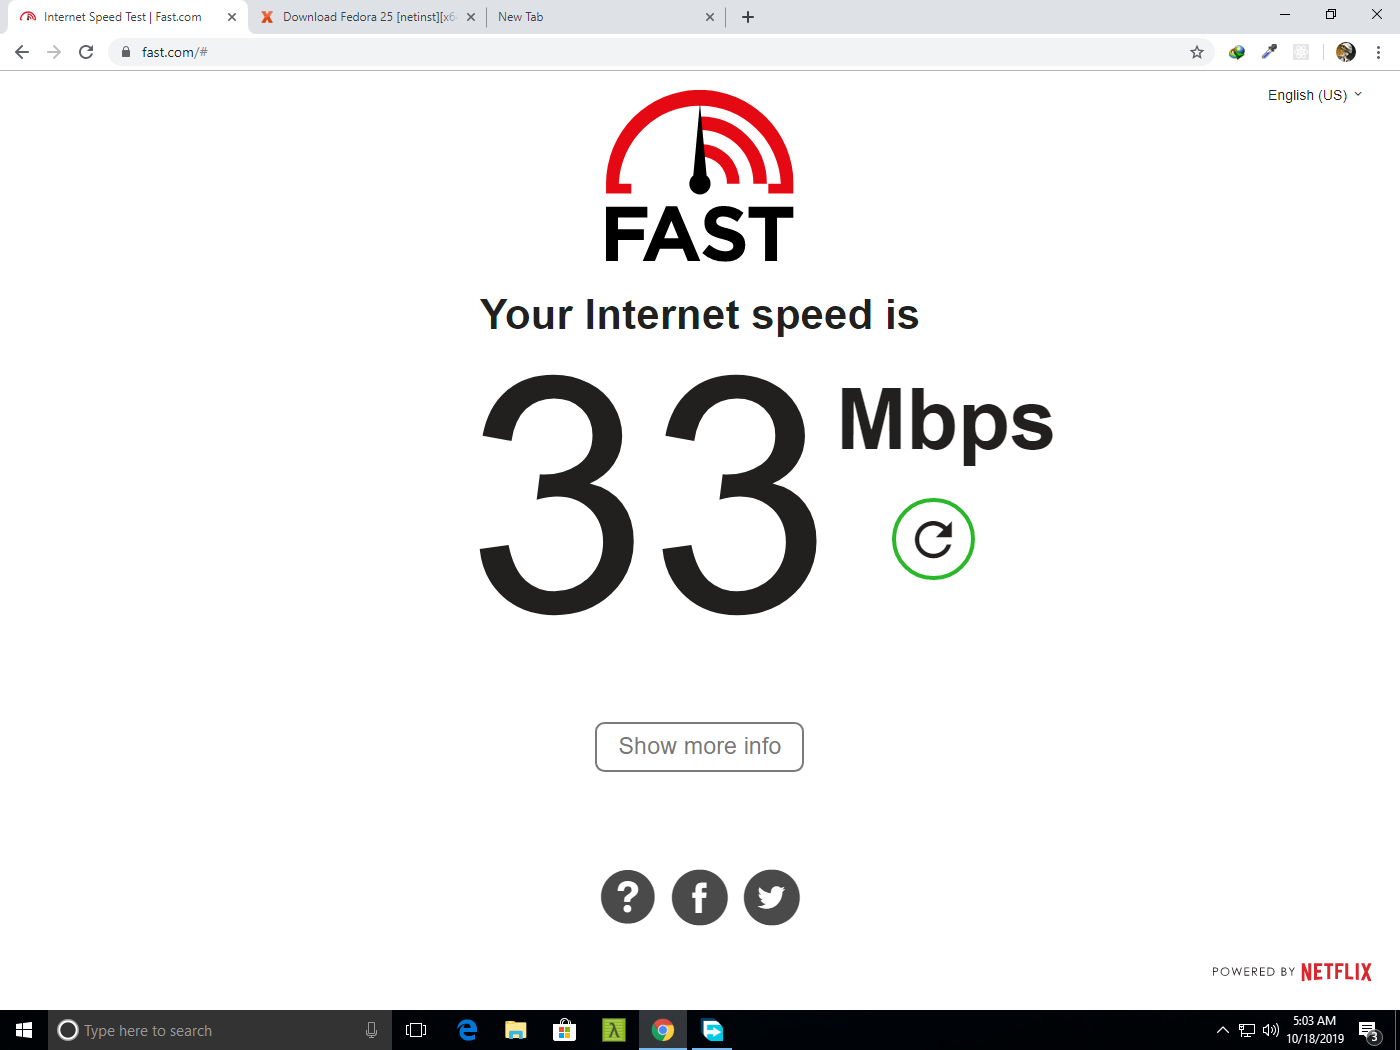 Internet Speed Test | Fast.com
Download Fedora 25 [netinst][x6
New Tab
fast.com/#
English (US)
FAST
Your Internet speed is
33 Mbps
Show more info
POWERED BY NETFLIX
Type here to search
5:03 AM
10/18/2019
3